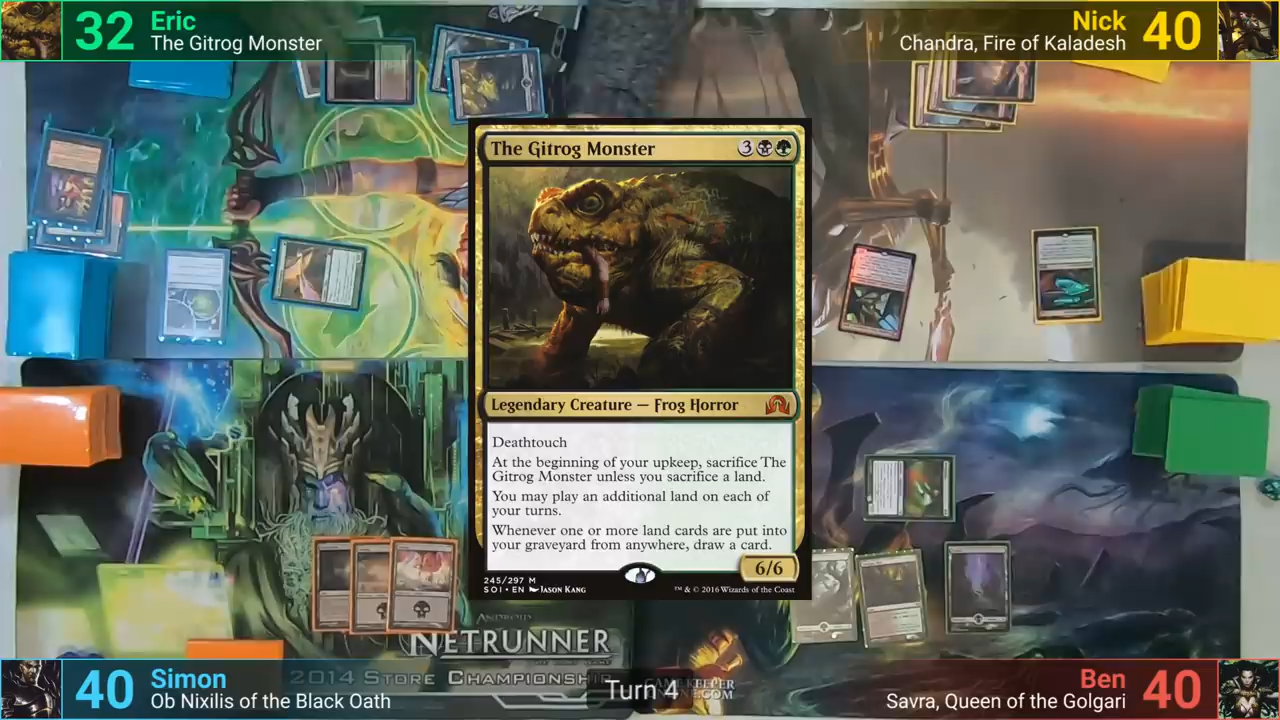 32
Eric
The Gitrog Monster
Nick
Chandra, Fire of Kaladesh
40
The Gitrog Monster
3
Legendary Creature — Frog Horror
Deathtouch
At the beginning of your upkeep, sacrifice The
Gitrog Monster unless you sacrifice a land.
You may play an additional land on each of
your turns.
Whenever one or more land cards are put into
your graveyard from anywhere, draw a card.
6/6
245/297 M
SOI • EN JASON KANG
™ & © 2016 Wizards of the Coast
ANDROID
NETRUNNER
2014 STORE CHAMPIONSHIP
40
Simon
Ob Nixilis of the Black Oath
Turn 4
Ben
Savra, Queen of the Golgari
40